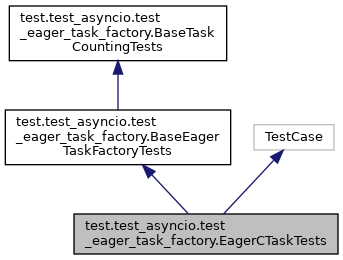 test.test_asyncio.test
_eager_task_factory.BaseTask
CountingTests
test.test_asyncio.test
_eager_task_factory.BaseEager
TaskFactoryTests
TestCase
test.test_asyncio.test
_eager_task_factory.EagerCTaskTests